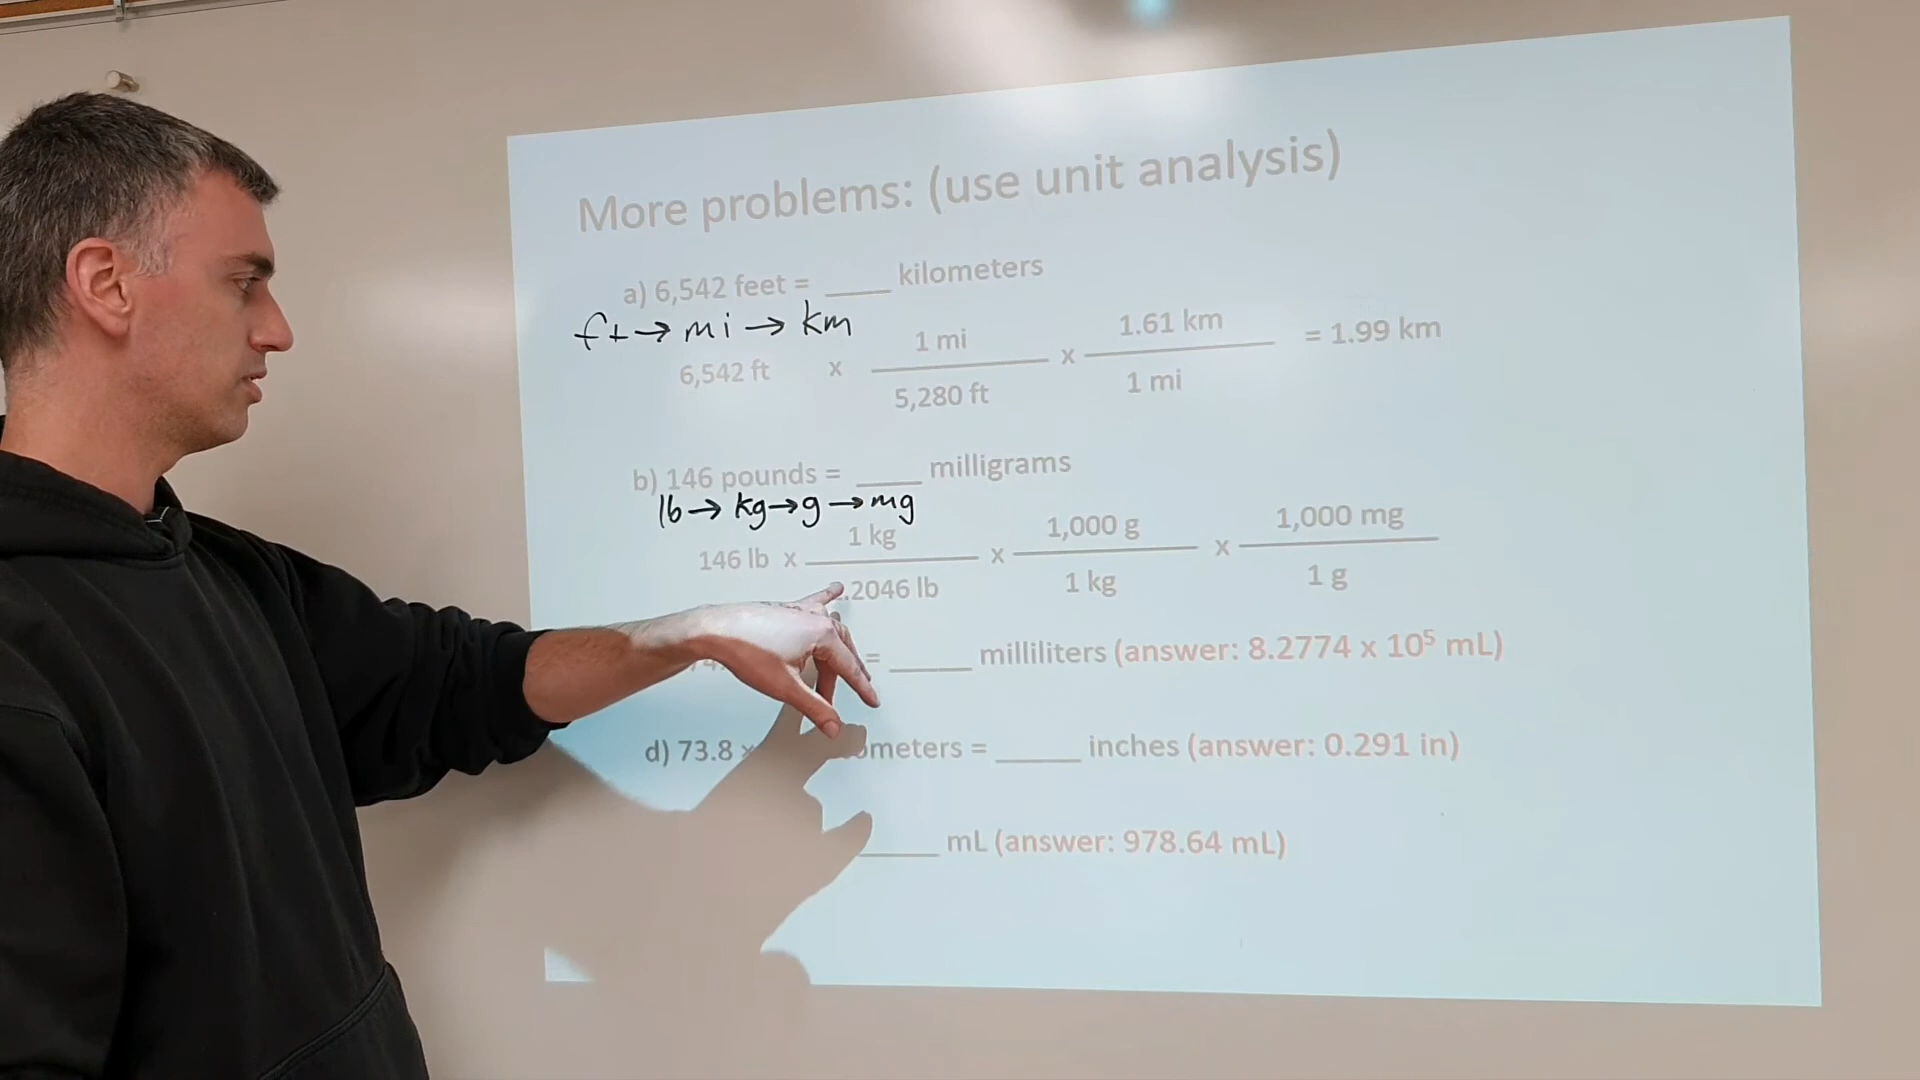 More problems: (use unit analysis)
a) 6,542 feet = ____ kilometers
ft→ mi → km
6,542 ft x 1 mi x 1.61 km = 1.99 km
5,280 ft 1 mi
b) 146 pounds = ____ milligrams
lb→ kg→g→mg
146 lb x 1 kg x 1,000 g x 1,000 mg
.2046 lb 1 kg 1 g
= _____ milliliters (answer: 8.2774 x 10⁵ mL)
d) 73.8 x ometers = _____ inches (answer: 0.291 in)
_____ mL (answer: 978.64 mL)